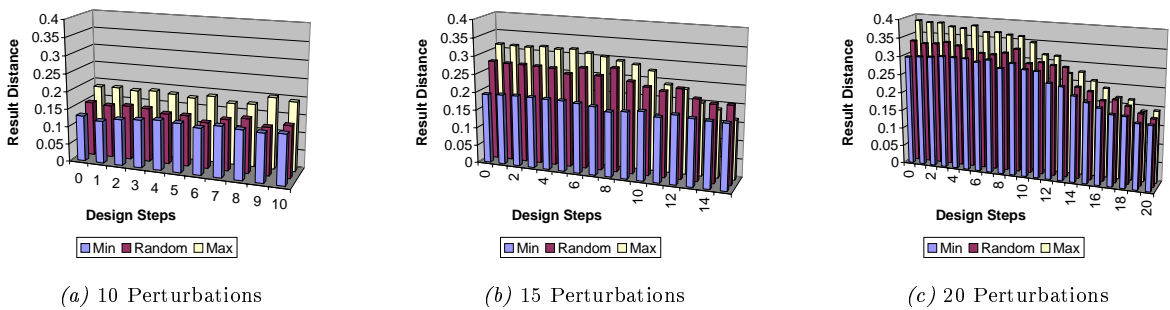 0.4
0.35
0.3
0.25
0.2
0.15
0.1
0.05
0
Result Distance
0 1 2 3 4 5 6 7 8 9 10
Design Steps
Min Random Max
(a) 10 Perturbations
0.4
0.35
0.3
0.25
0.2
0.15
0.1
0.05
0
Result Distance
0 2 4 6 8 10 12 14
Design Steps
Min Random Max
(b) 15 Perturbations
0.4
0.35
0.3
0.25
0.2
0.15
0.1
0.05
0
Result Distance
0 2 4 6 8 10 12 14 16 18 20
Design Steps
Min Random Max
(c) 20 Perturbations